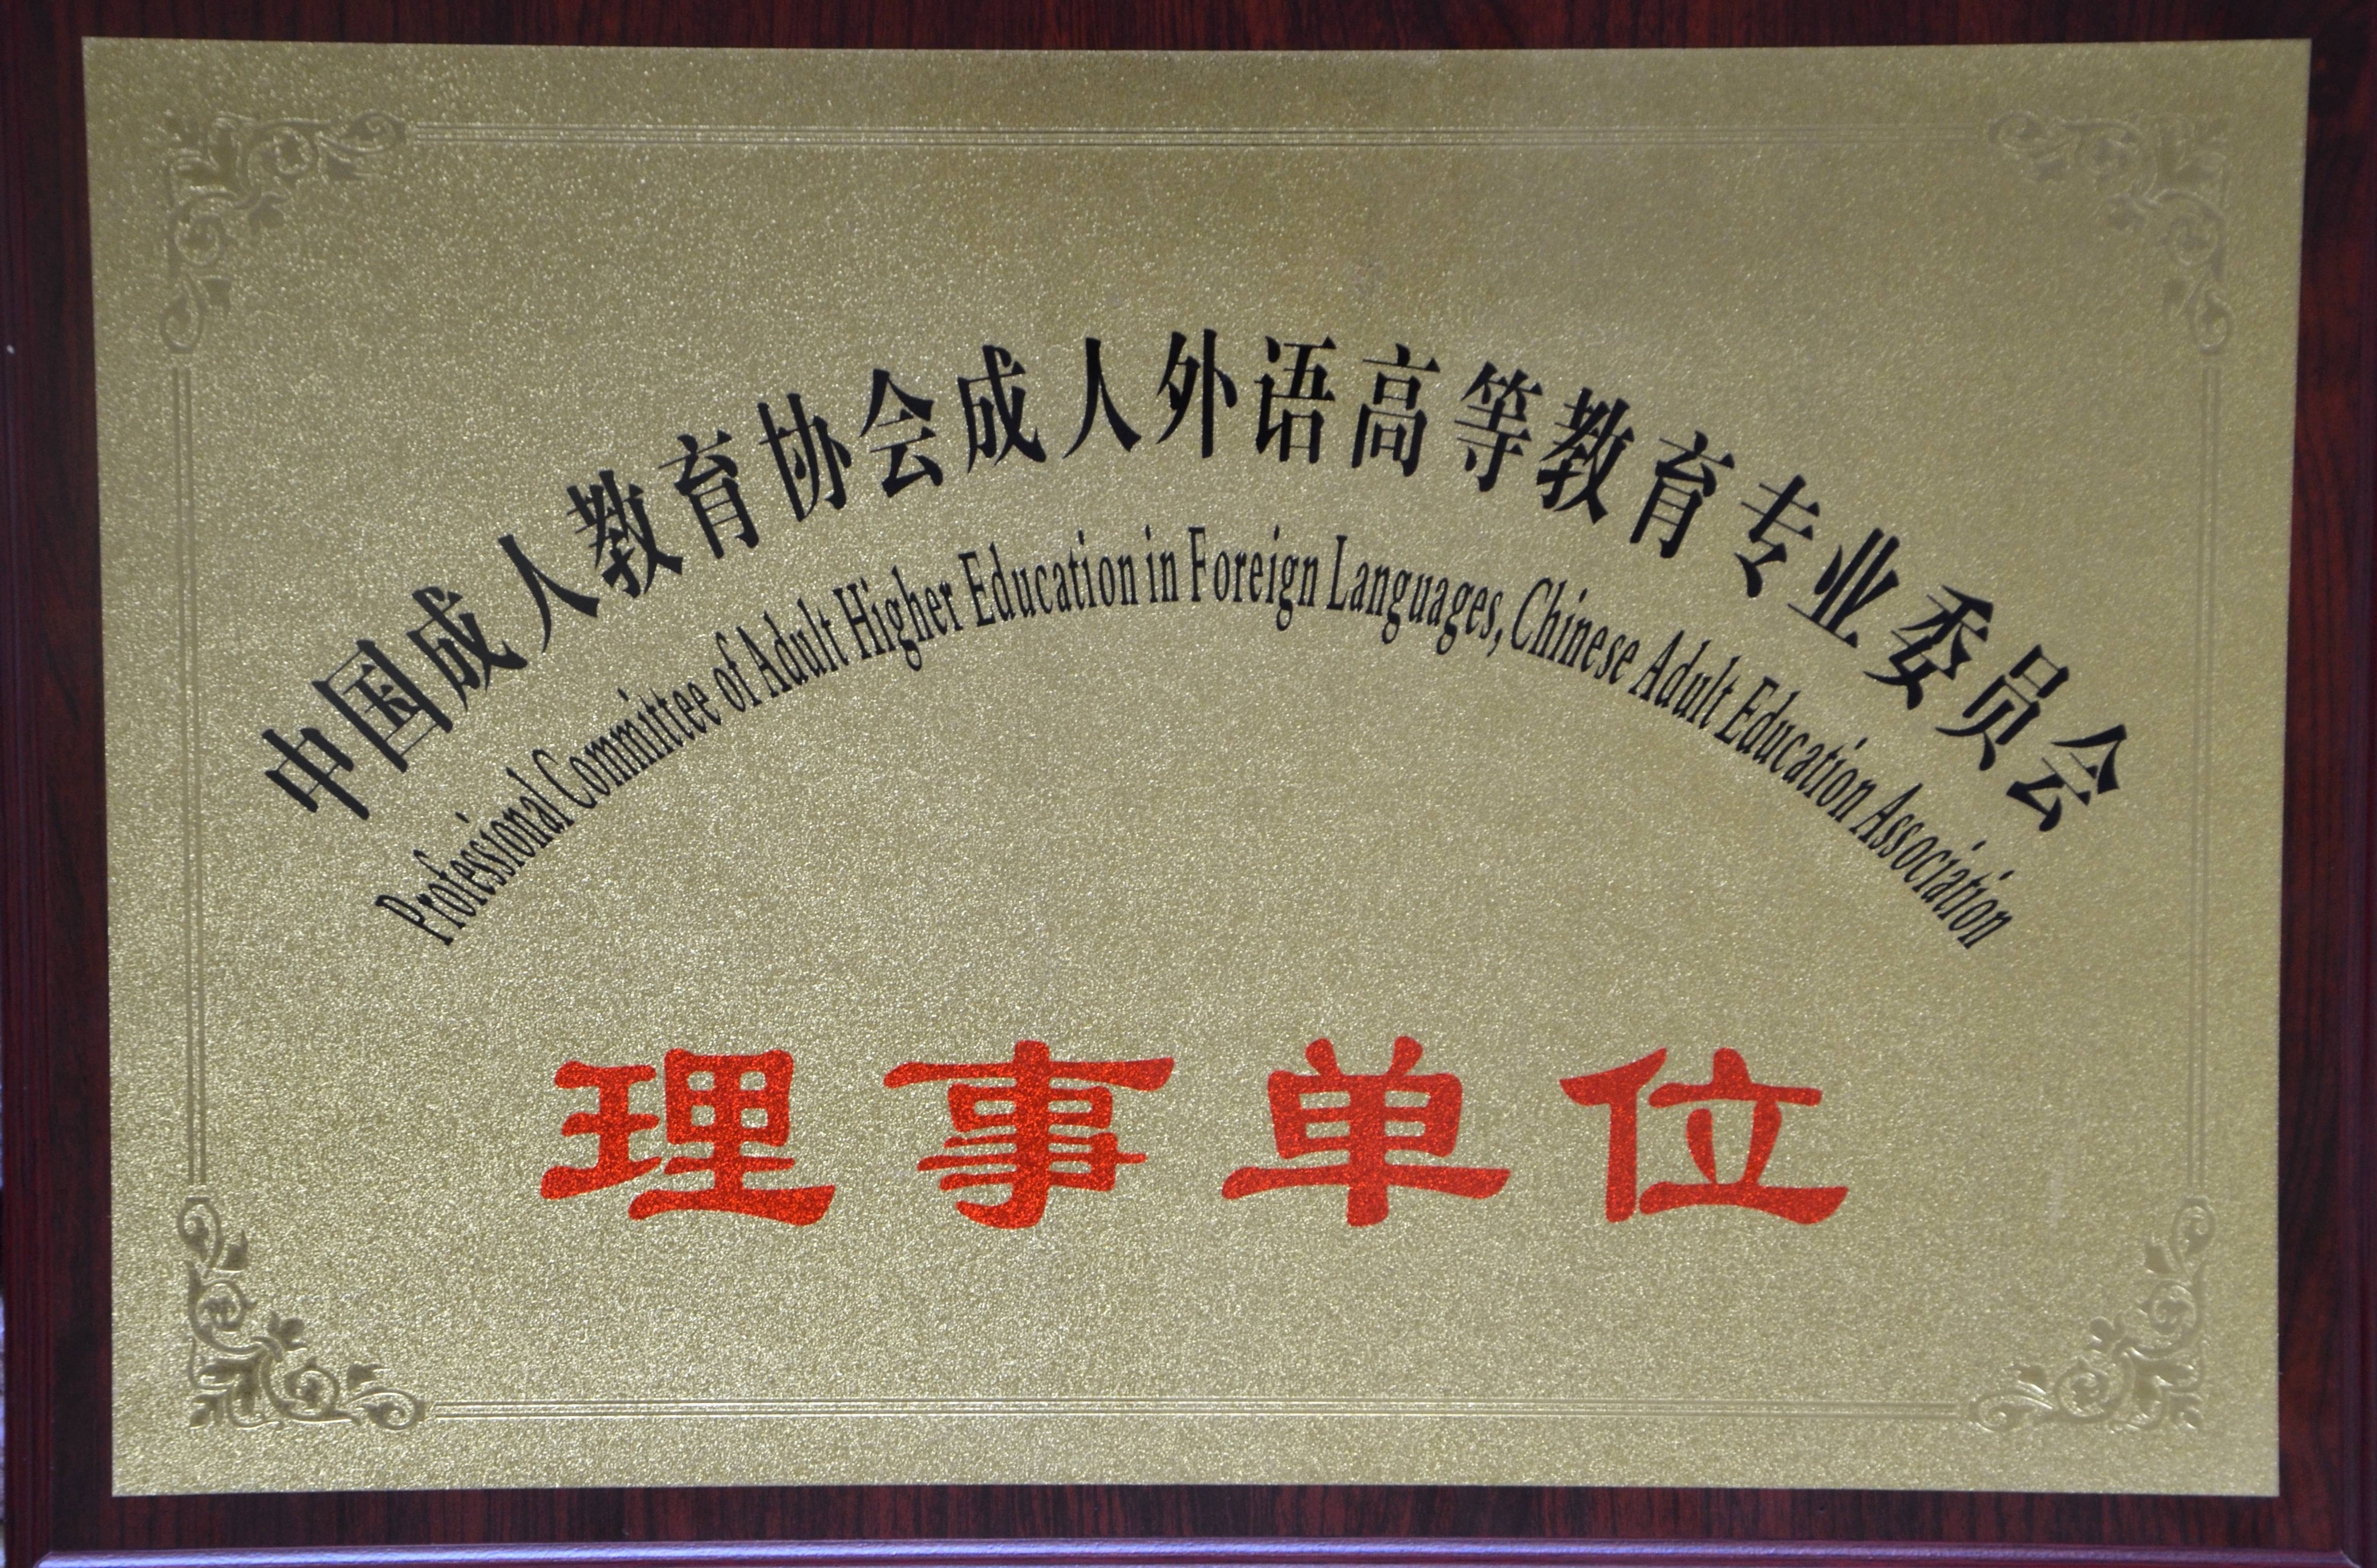 中国成人教育协会成人外语高等教育专业委员会
Professional Committee of Adult Higher Education in Foreign Languages, Chinese Adult Education Association
理事单位